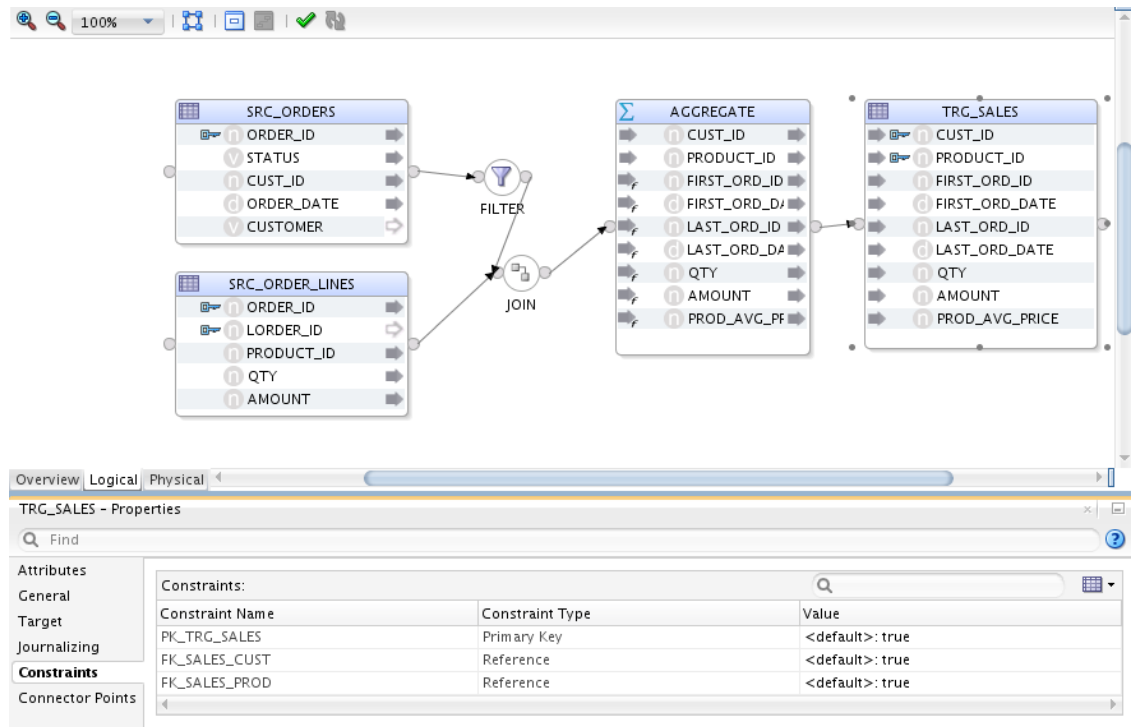 100%
SRC_ORDERS
ORDER_ID
STATUS
CUST_ID
ORDER_DATE
CUSTOMER
FILTER
SRC_ORDER_LINES
ORDER_ID
LORDER_ID
PRODUCT_ID
QTY
AMOUNT
JOIN
AGGREGATE
CUST_ID
PRODUCT_ID
FIRST_ORD_ID
FIRST_ORD_DA
LAST_ORD_ID
LAST_ORD_DA
QTY
AMOUNT
PROD_AVG_PR
TRG_SALES
CUST_ID
PRODUCT_ID
FIRST_ORD_ID
FIRST_ORD_DATE
LAST_ORD_ID
LAST_ORD_DATE
QTY
AMOUNT
PROD_AVG_PRICE
Overview Logical Physical
TRG_SALES - Properties
Find
Attributes
General
Target
Journalizing
Constraints
Connector Points
Constraints:
Constraint Name Constraint Type Value
PK_TRG_SALES Primary Key <default>: true
FK_SALES_CUST Reference <default>: true
FK_SALES_PROD Reference <default>: true